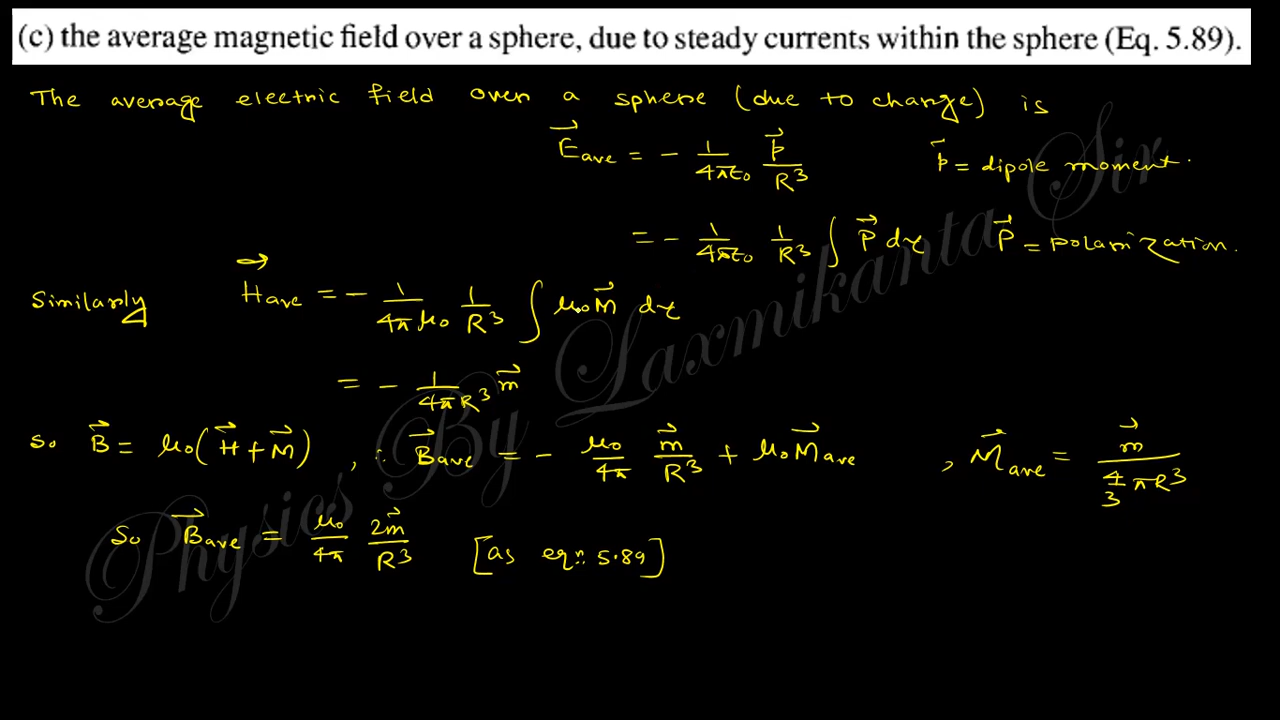 (c) the average magnetic field over a sphere, due to steady currents within the sphere (Eq. 5.89).
The average electric field over a sphere (due to charge) is
E⃗ave = - 1/4πε0 p⃗/R³    p⃗ = dipole moment.
= - 1/4πε0 1/R³ ∫ P⃗ dτ    P⃗ = polarization.
Similarly H⃗ave = - 1/4πμ0 1/R³ ∫ μ0M⃗ dτ
= - 1/4πR³ m⃗
So B⃗ = μ0(H⃗ + M⃗), ∴ B⃗ave = - μ0/4π m⃗/R³ + μ0M⃗ave , M⃗ave = m⃗/(4/3 πR³)
So B⃗ave = μ0/4π 2m⃗/R³ [as eqn: 5.89]
Physics By Laxmikanta Sir